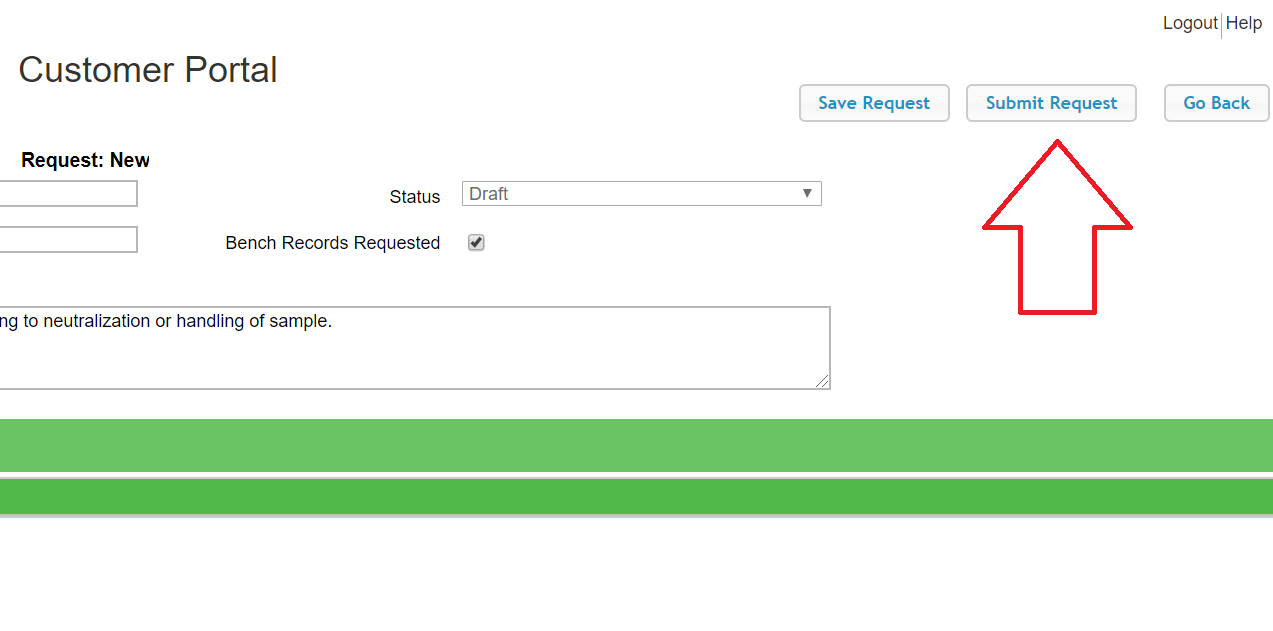 Logout Help
Customer Portal
Save Request Submit Request Go Back
Request: New
Status Draft
Bench Records Requested
ng to neutralization or handling of sample.